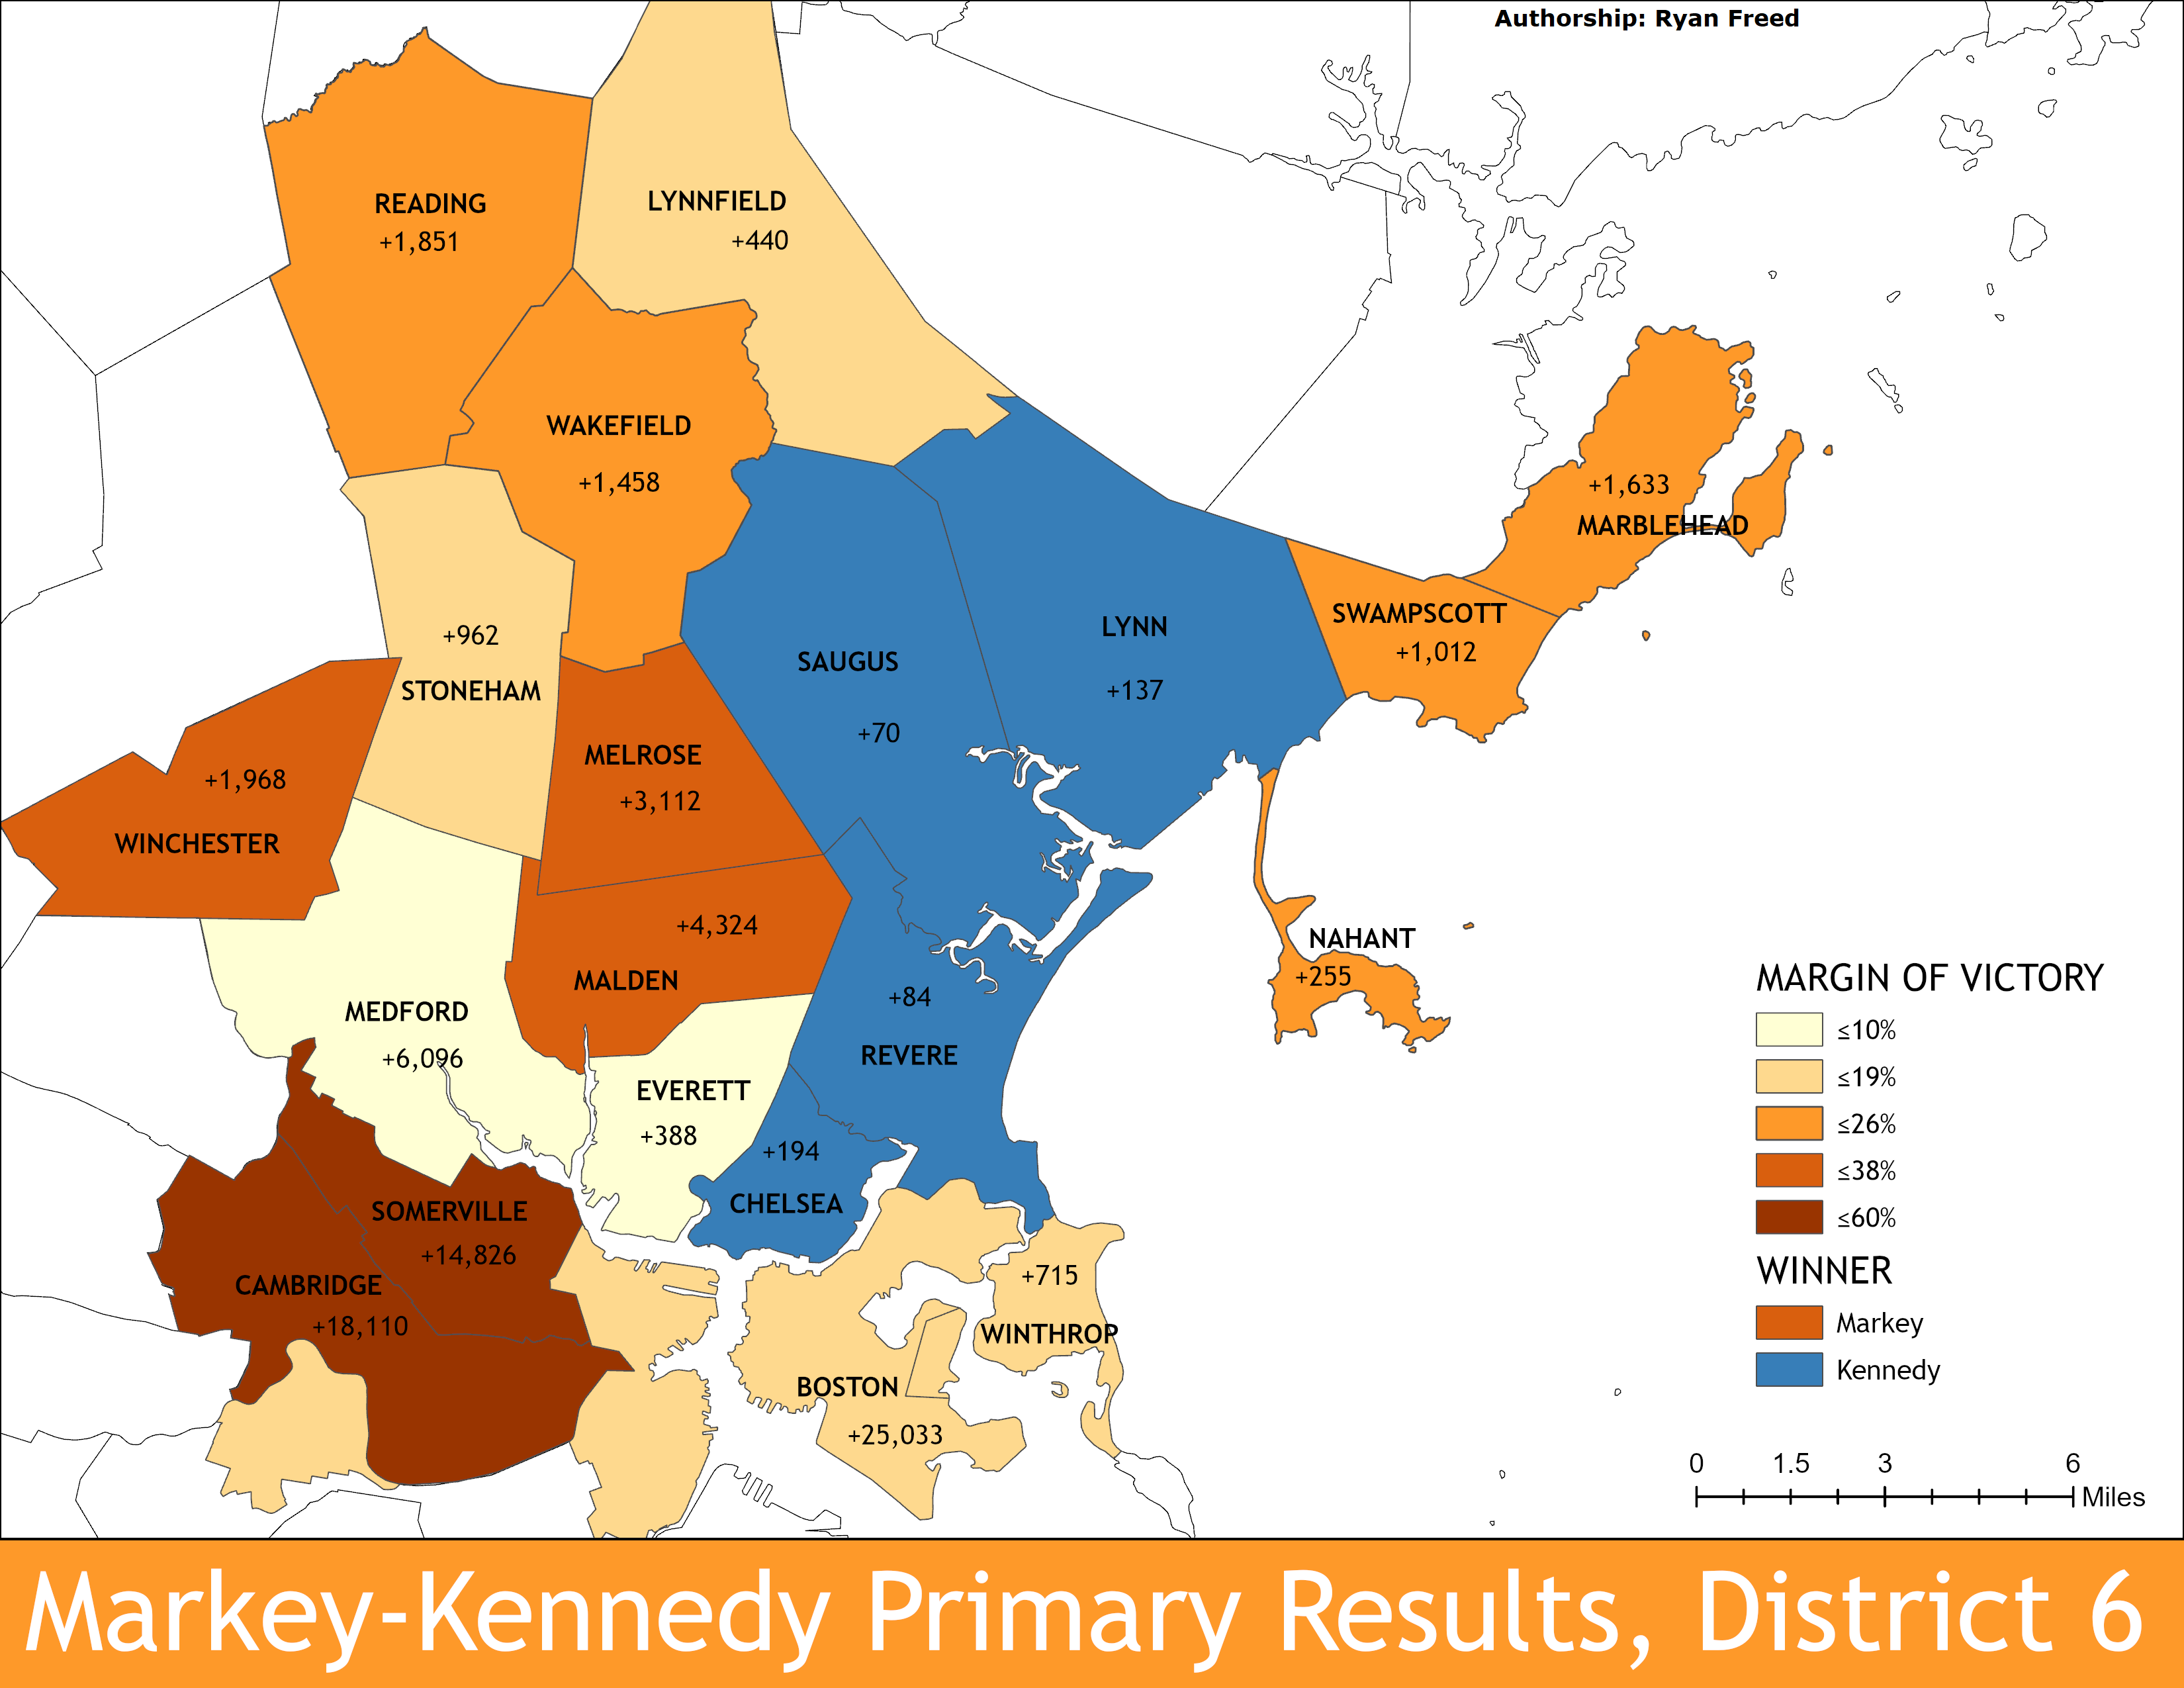 Authorship: Ryan Freed
READING
+1,851
LYNNFIELD
+440
WAKEFIELD
+1,458
+1,633
MARBLEHEAD
SWAMPSCOTT
+1,012
LYNN
+137
+962
STONEHAM
SAUGUS
+70
MELROSE
+3,112
+1,968
WINCHESTER
+4,324
MALDEN
NAHANT
+255
+84
REVERE
MEDFORD
+6,096
EVERETT
+388
+194
CHELSEA
SOMERVILLE
+14,826
CAMBRIDGE
+18,110
+715
WINTHROP
BOSTON
+25,033
MARGIN OF VICTORY
≤10%
≤19%
≤26%
≤38%
≤60%
WINNER
Markey
Kennedy
0 1.5 3 6
Miles
Markey-Kennedy Primary Results, District 6